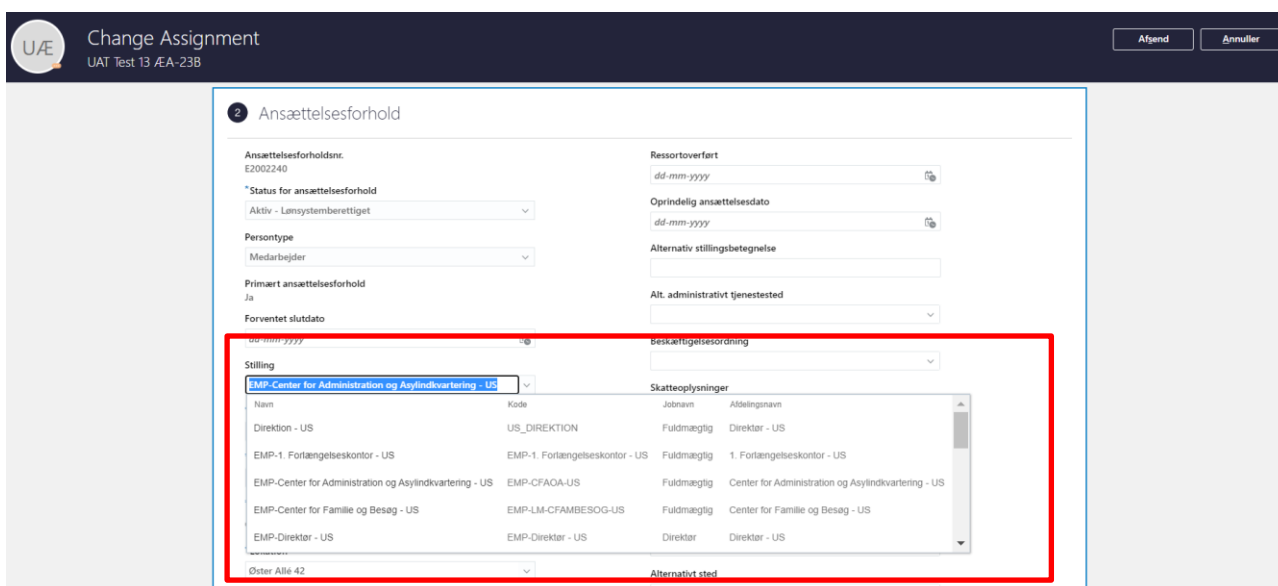 UÆ
Change Assignment
UAT Test 13 ÆA-23B
Afsend
Annuller
2 Ansættelsesforhold
Ansættelsesforholdsnr.
E2002240
*Status for ansættelsesforhold
Aktiv - Lønsystemberettiget
Persontype
Medarbejder
Primært ansættelsesforhold
Ja
Forventet slutdato
dd-mm-yyyy
Stilling
EMP-Center for Administration og Asylindkvartering - US
Ressortoverført
dd-mm-yyyy
Oprindelig ansættelsesdato
dd-mm-yyyy
Alternativ stillingsbetegnelse
Alt. administrativt tjenestested
Beskæftigelsesordning
Skatteoplysninger
Navn Kode Jobnavn Afdelingsnavn
Direktion - US US_DIREKTION Fuldmægtig Direktør - US
EMP-1. Forlængelseskontor - US EMP-1. Forlængelseskontor - US Fuldmægtig 1. Forlængelseskontor - US
EMP-Center for Administration og Asylindkvartering - US EMP-CFAOA-US Fuldmægtig Center for Administration og Asylindkvartering - US
EMP-Center for Familie og Besøg - US EMP-LM-CFAMBESOG-US Fuldmægtig Center for Familie og Besøg - US
EMP-Direktør - US EMP-Direktør - US Direktør Direktør - US
Øster Allé 42
Alternativt sted